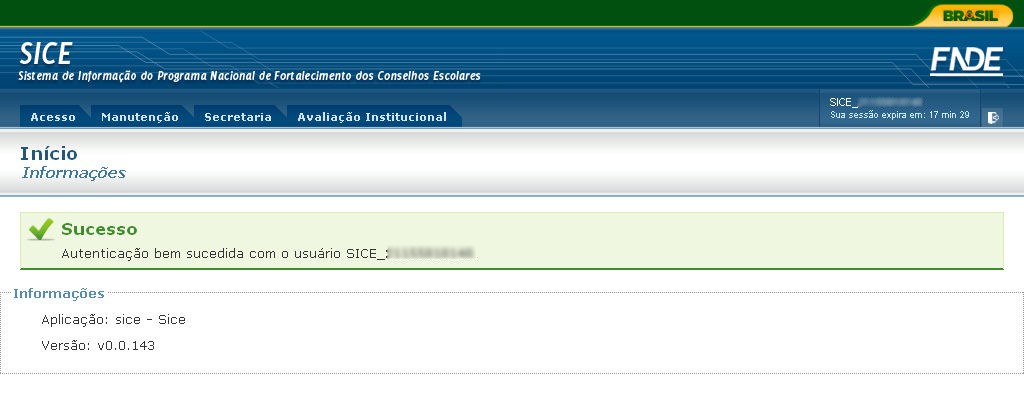 BRASIL
SICE
Sistema de Informação do Programa Nacional de Fortalecimento dos Conselhos Escolares
FNDE
Acesso Manutenção Secretaria Avaliação Institucional
SICE_
Sua sessão expira em: 17 min 29
Início
Informações
Sucesso
Autenticação bem sucedida com o usuário SICE_
Informações
Aplicação: sice - Sice
Versão: v0.0.143